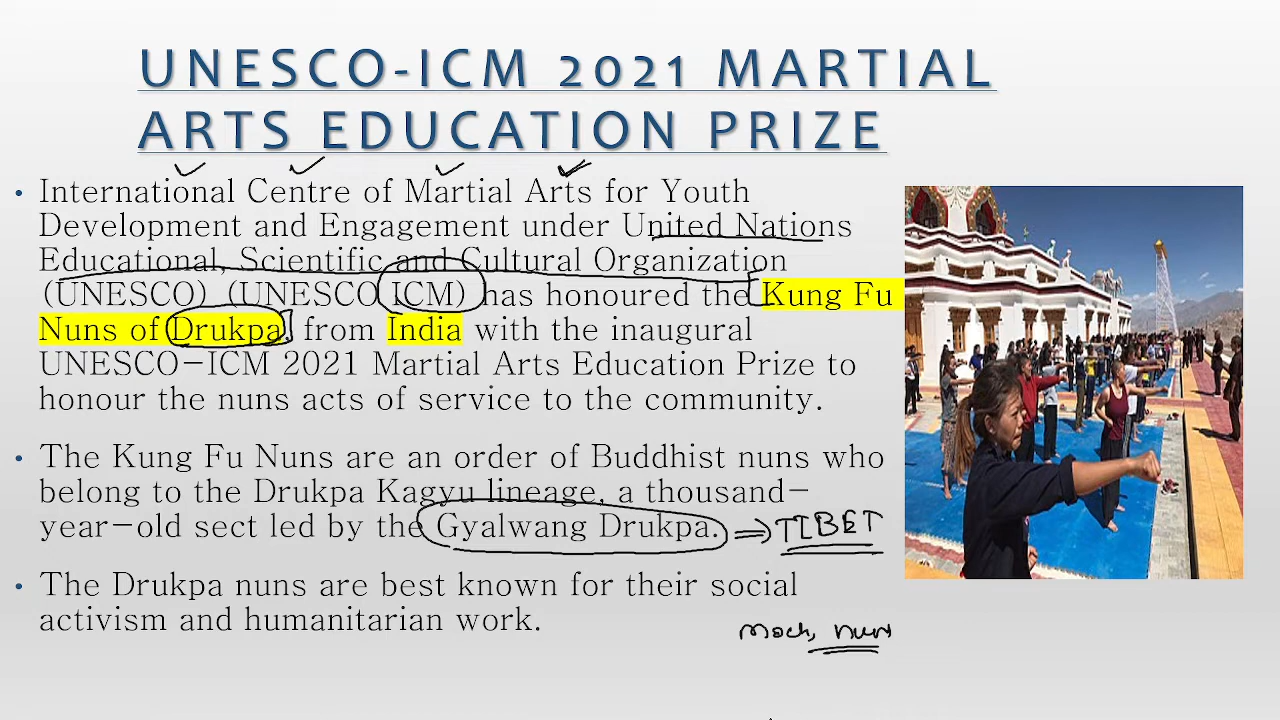 UNESCO-ICM 2021 MARTIAL
ARTS EDUCATION PRIZE
• International Centre of Martial Arts for Youth
Development and Engagement under United Nations
Educational, Scientific and Cultural Organization
(UNESCO) (UNESCO ICM) has honoured the Kung Fu
Nuns of Drukpa, from India with the inaugural
UNESCO-ICM 2021 Martial Arts Education Prize to
honour the nuns acts of service to the community.
• The Kung Fu Nuns are an order of Buddhist nuns who
belong to the Drukpa Kagyu lineage, a thousand-
year-old sect led by the Gyalwang Drukpa. ⇒ TIBET
• The Drukpa nuns are best known for their social
activism and humanitarian work.
nuns